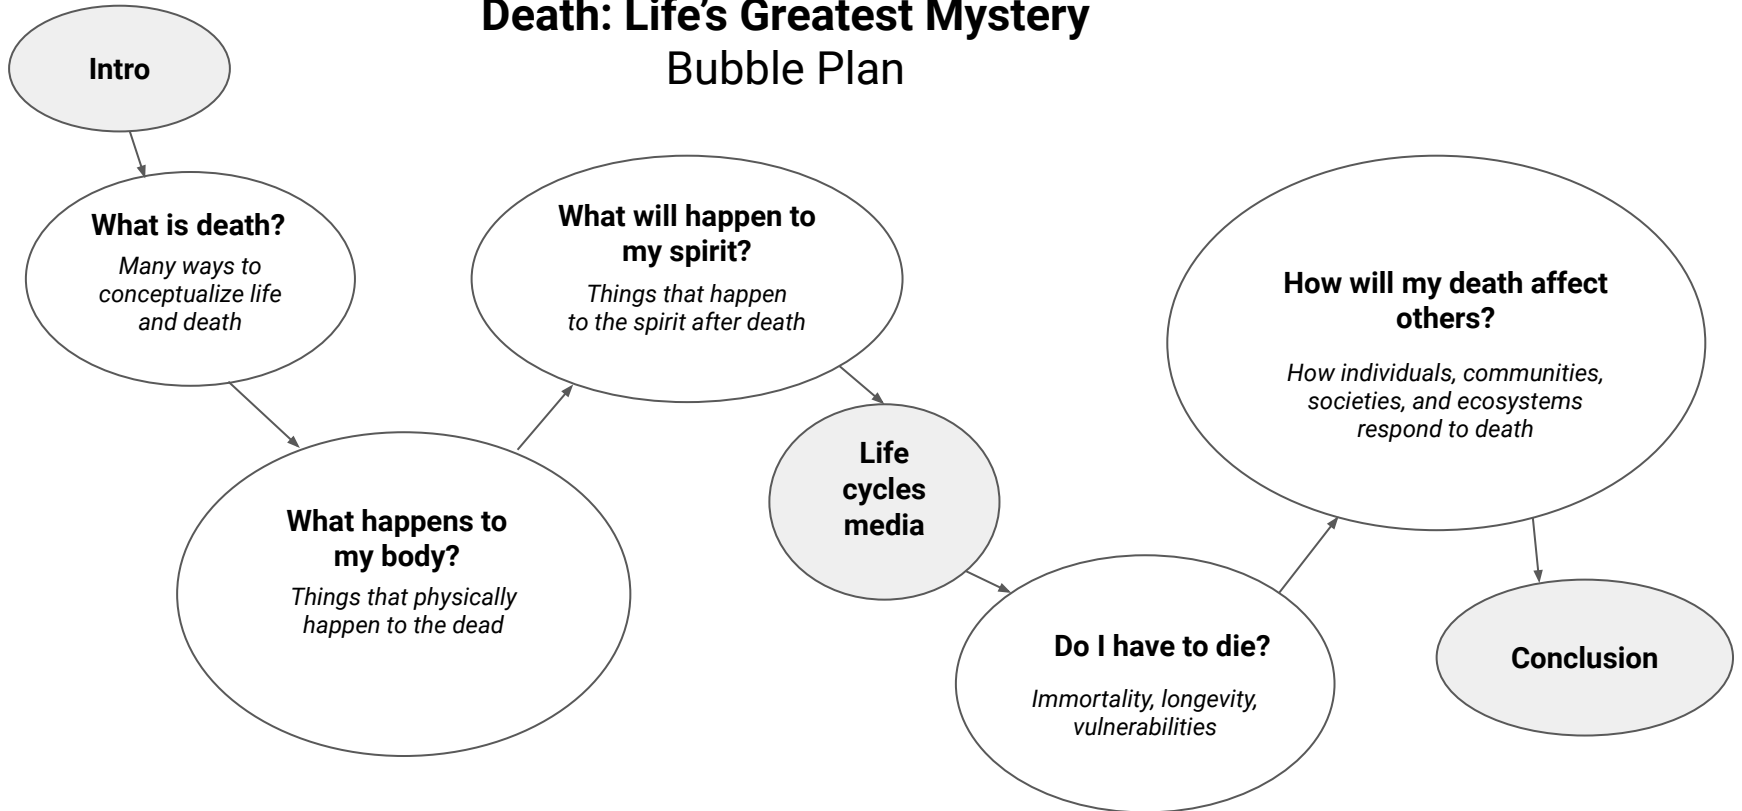 Death: Life’s Greatest Mystery
Bubble Plan
Intro
What is death?
Many ways to
conceptualize life
and death
What happens to
my body?
Things that physically
happen to the dead
What will happen to
my spirit?
Things that happen
to the spirit after death
Life
cycles
media
Do I have to die?
Immortality, longevity,
vulnerabilities
How will my death affect
others?
How individuals, communities,
societies, and ecosystems
respond to death
Conclusion